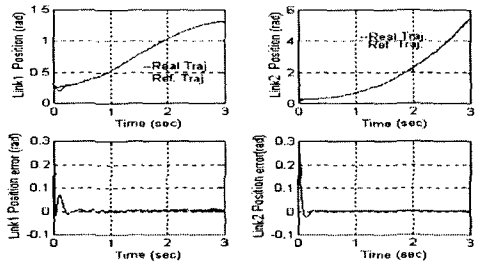 1.5
1
0.5
0
Link1 Position (rad)
--Real Traj
Ref. Traj
0 1 2 3
Time (sec)
6
4
2
0
Link2 Position (rad)
--Real Traj.
Ref. Traj.
0 1 2 3
Time (sec)
0.3
0.2
0.1
0
-0.1
Link1 Position error(rad)
0 1 2 3
Time (sec)
0.3
0.2
0.1
0
-0.1
Link2 Position error(rad)
0 1 2 3
Time (sec)